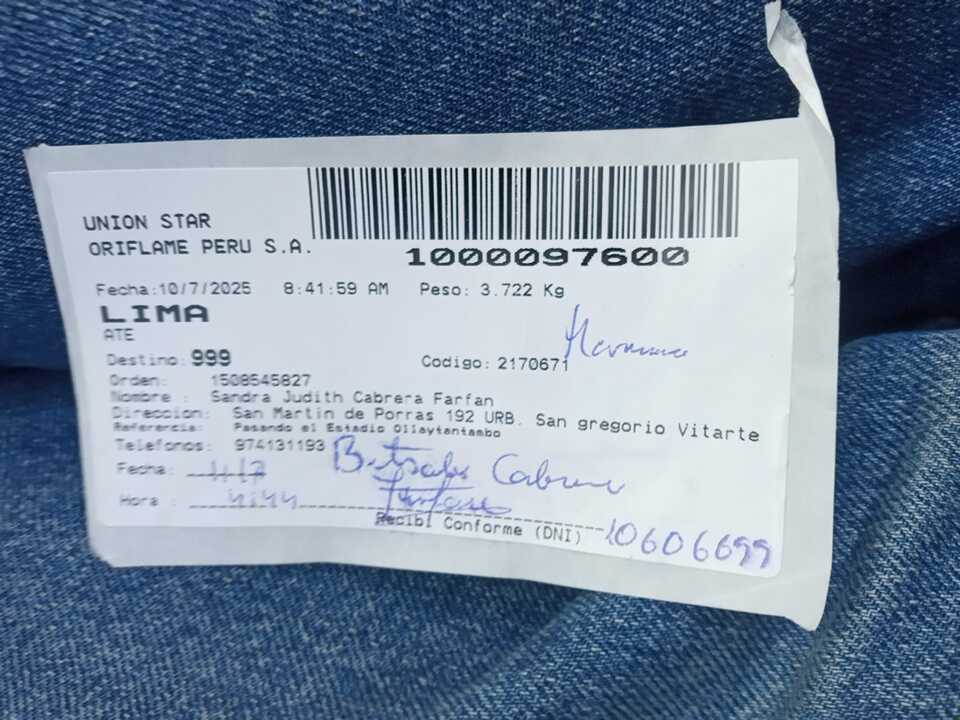 UNION STAR
ORIFLAME PERU S.A.
1000097600
Fecha:10/7/2025 8:41:59 AM Peso: 3.722 Kg
LIMA
ATE
Destino: 999 Codigo: 2170671
Orden: 1508545827
Nombre : Sandra Judith Cabrera Farfan
Direccion: San Martin de Porras 192 URB. San gregorio Vitarte
Referencia: Pasando el Estadio Ollaytantambo
Telefonos: 974131193
Cabrera
Fecha:
Hora :
Recibi Conforme (DNI) 10606699